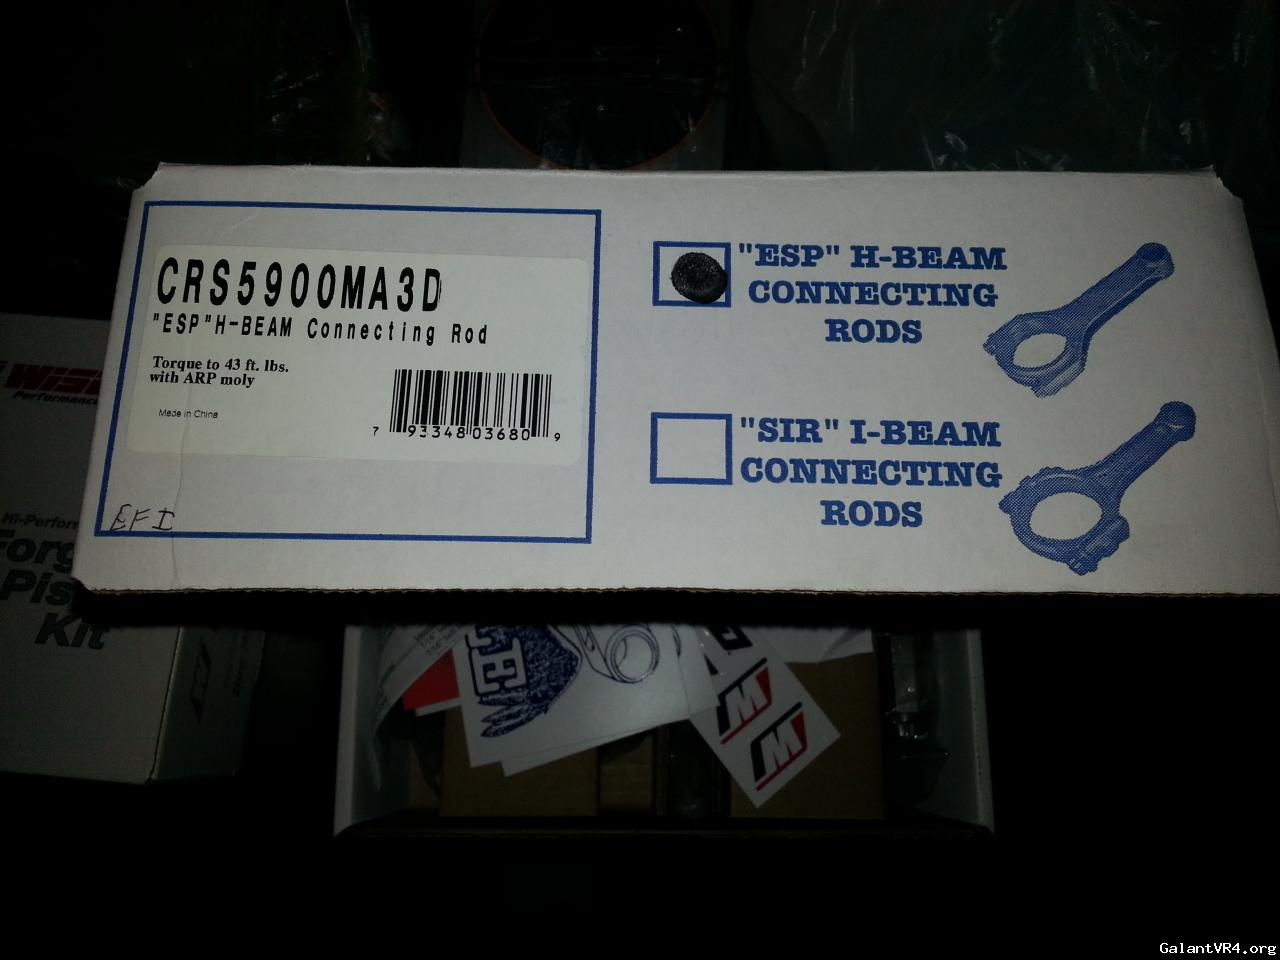 CRS5900MA3D
"ESP"H-BEAM Connecting Rod
Torque to 43 ft. lbs.
with ARP moly
Made in China
7 93348 03680 9
EFI
"ESP" H-BEAM
CONNECTING
RODS
"SIR" I-BEAM
CONNECTING
RODS
Performance
Kit
GalantVR4.org